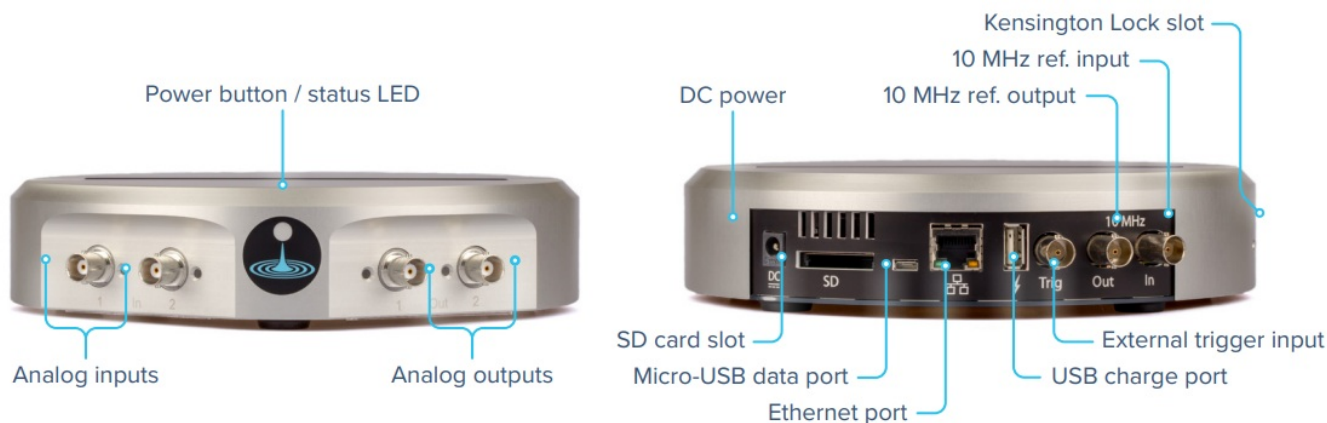 Kensington Lock slot
10 MHz ref. input
Power button / status LED
DC power
10 MHz ref. output
10 MHz
DC
SD
Trig
Out
In
1 In 2
1 Out 2
SD card slot
External trigger input
Analog inputs
Analog outputs
Micro-USB data port
USB charge port
Ethernet port